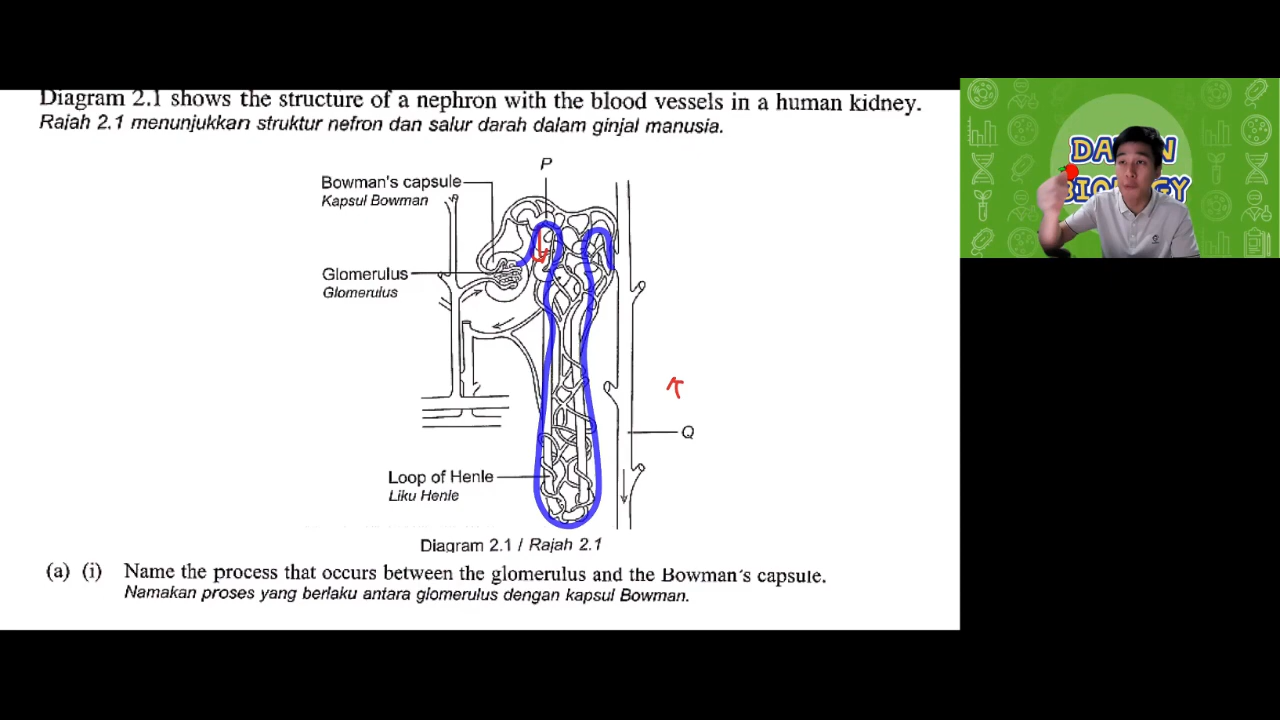 Diagram 2.1 shows the structure of a nephron with the blood vessels in a human kidney.
Rajah 2.1 menunjukkan struktur nefron dan salur darah dalam ginjal manusia.
P
Bowman's capsule
Kapsul Bowman
Glomerulus
Glomerulus
Q
Loop of Henle
Liku Henle
Diagram 2.1 / Rajah 2.1
(a) (i) Name the process that occurs between the glomerulus and the Bowman's capsule.
Namakan proses yang berlaku antara glomerulus dengan kapsul Bowman.
BIOLOGY